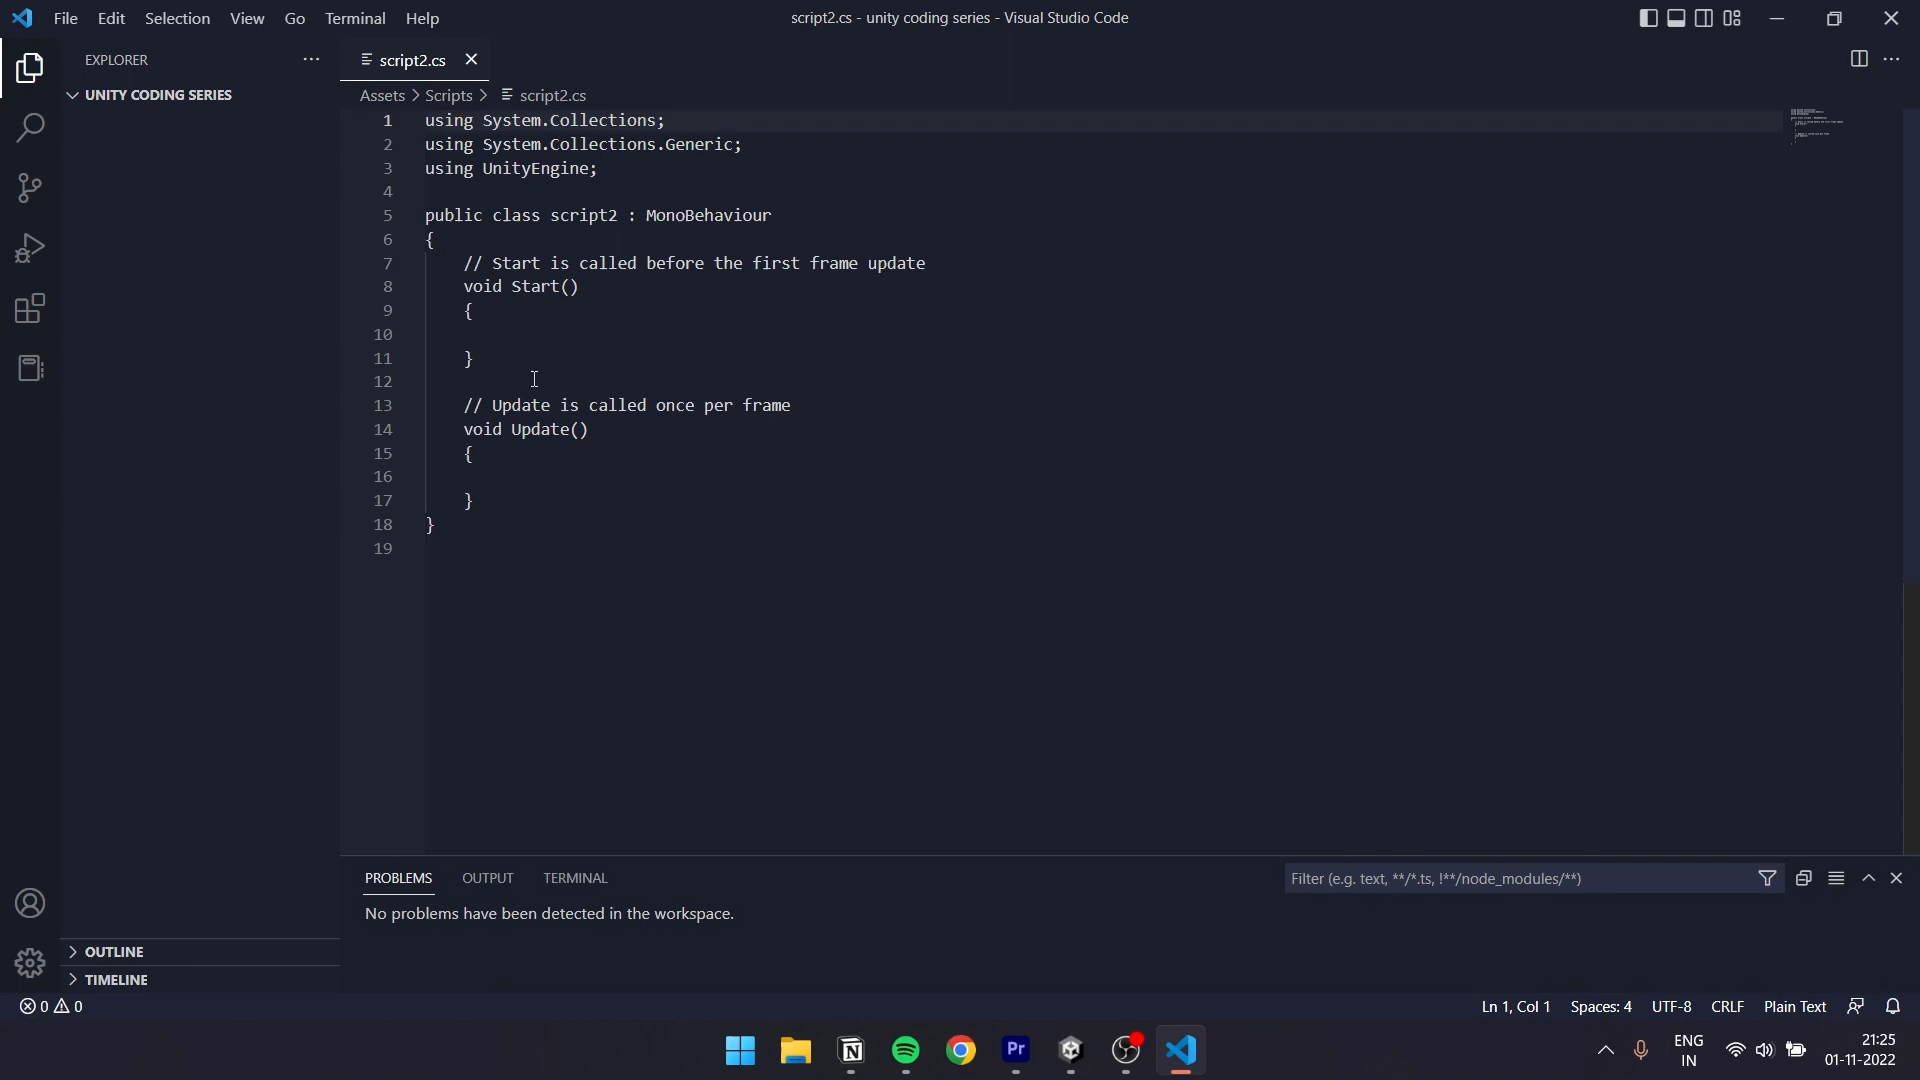 File Edit Selection View Go Terminal Help
script2.cs - unity coding series - Visual Studio Code
EXPLORER
UNITY CODING SERIES
script2.cs
Assets > Scripts > script2.cs
1 using System.Collections;
2 using System.Collections.Generic;
3 using UnityEngine;
4
5 public class script2 : MonoBehaviour
6 {
7 // Start is called before the first frame update
8 void Start()
9 {
10
11 }
12
13 // Update is called once per frame
14 void Update()
15 {
16
17 }
18 }
19
PROBLEMS OUTPUT TERMINAL
Filter (e.g. text, **/*.ts, !**/node_modules/**)
No problems have been detected in the workspace.
OUTLINE
TIMELINE
0 0
Ln 1, Col 1 Spaces: 4 UTF-8 CRLF Plain Text
Pr
ENG
IN
21:25
01-11-2022